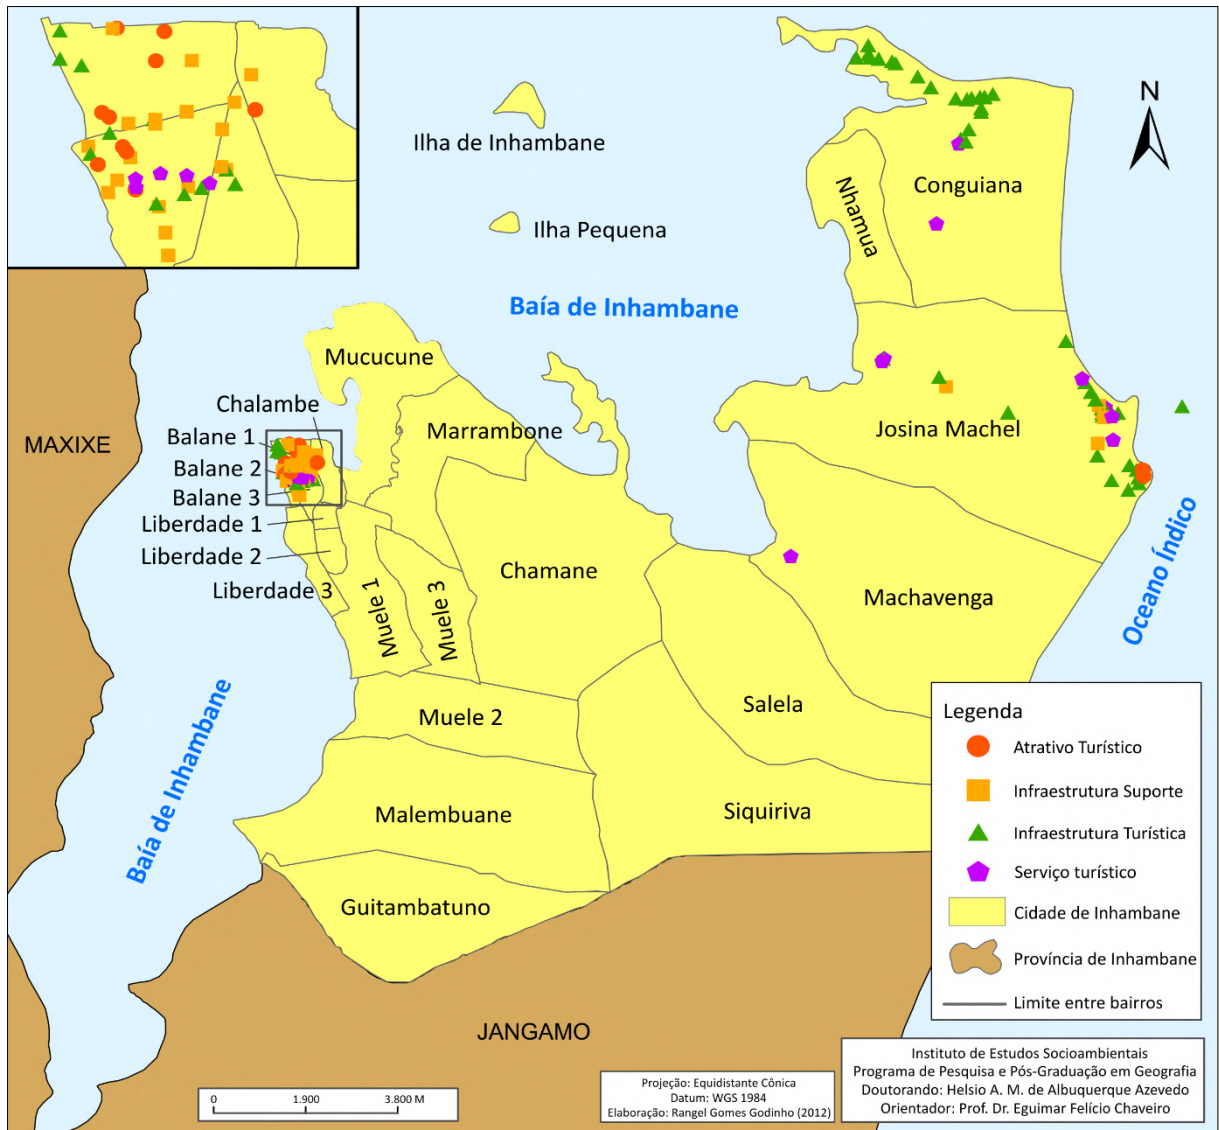 N
Ilha de Inhambane
Ilha Pequena
Nhamua
Conguiana
Baía de Inhambane
Mucucune
Chalambe
Marrambone
Balane 1
Balane 2
Balane 3
Liberdade 1
Liberdade 2
Liberdade 3
MAXIXE
Josina Machel
Chamane
Muele 1
Muele 3
Machavenga
Oceano Índico
Salela
Muele 2
Siquiriva
Malembuane
Baía de Inhambane
Guitambatuno
JANGAMO
Legenda
Atrativo Turístico
Infraestrutura Suporte
Infraestrutura Turística
Serviço turístico
Cidade de Inhambane
Província de Inhambane
Limite entre bairros
0 1.900 3.800 M
Projeção: Equidistante Cônica
Datum: WGS 1984
Elaboração: Rangel Gomes Godinho (2012)
Instituto de Estudos Socioambientais
Programa de Pesquisa e Pós-Graduação em Geografia
Doutorando: Helsio A. M. de Albuquerque Azevedo
Orientador: Prof. Dr. Eguimar Felício Chaveiro